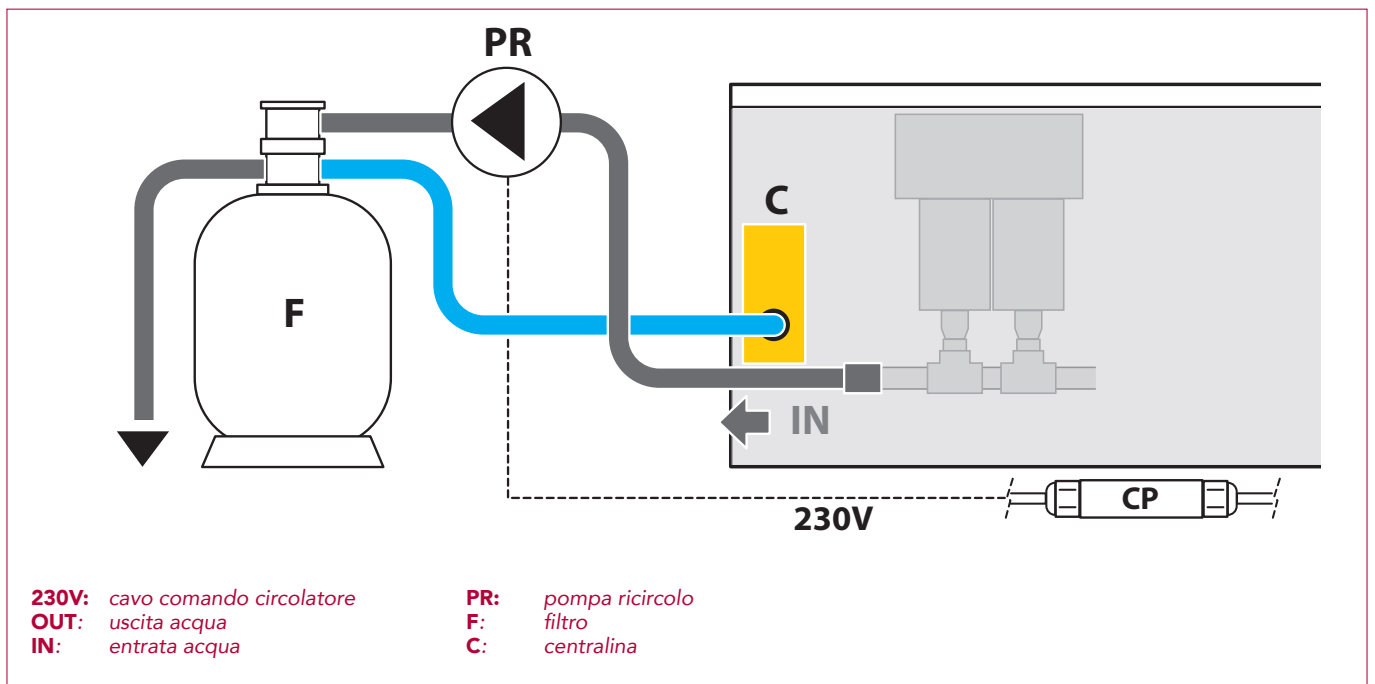 PR
C
F
IN
CP
230V
230V: cavo comando circolatore
OUT: uscita acqua
IN: entrata acqua
PR: pompa ricircolo
F: filtro
C: centralina